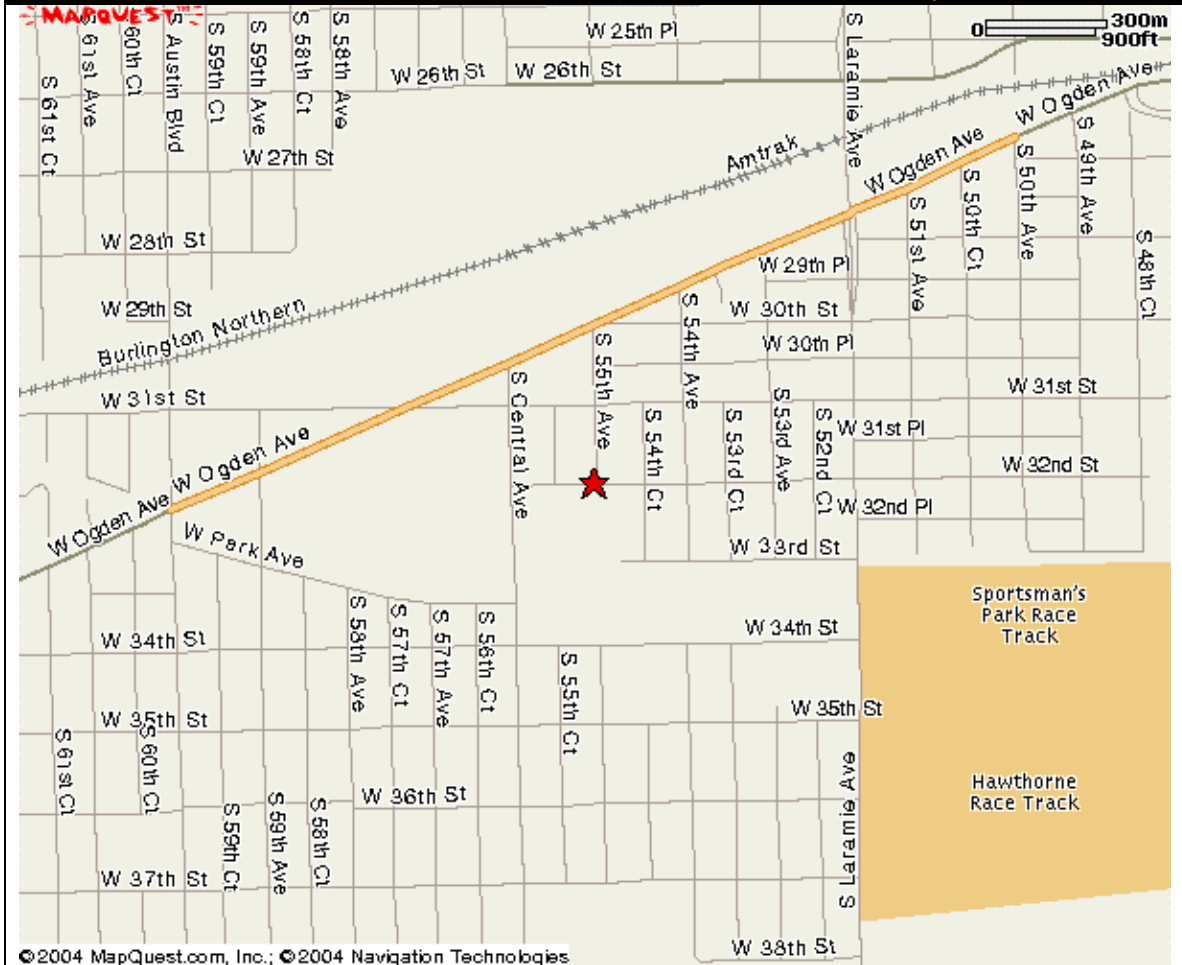 MAPQUEST
S 61st Ct
S 61st Ave
60th Ct
S Austin Blvd
S 59th Ct
S 59th Ave
S 58th Ct
S 58th Ave
W 25th Pl
S Laramie Ave
0 300m
900ft
W 26th St
W 26th St
W Ogden Ave
W 27th St
Amtrak
W Ogden Ave
S 49th Ave
S 50th Ave
S 50th Ct
S 51st Ave
S 48th Ct
W 28th St
W 29th Pl
W 29th St
Burlington Northern
W 30th St
S 54th Ave
W 30th Pl
S 55th Ave
S Central Ave
W 31st St
W 31st St
S 54th Ct
S 53rd Ct
S 53rd Ave
S 52nd Ct
W 31st Pl
W Ogden Ave
W 32nd St
W Ogden Ave
W 32nd Pl
W Park Ave
W 33rd St
Sportsman's
Park Race
Track
W 34th St
W 34th St
S 58th Ave
S 57th Ct
S 57th Ave
S 56th Ct
S 55th Ct
W 35th St
W 35th St
S 61st Ct
S 60th Ct
S Laramie Ave
Hawthorne
Race Track
W 36th St
S 59th Ct
S 59th Ave
S 58th Ct
W 37th St
W 38th St
©2004 MapQuest.com, Inc.; ©2004 Navigation Technologies